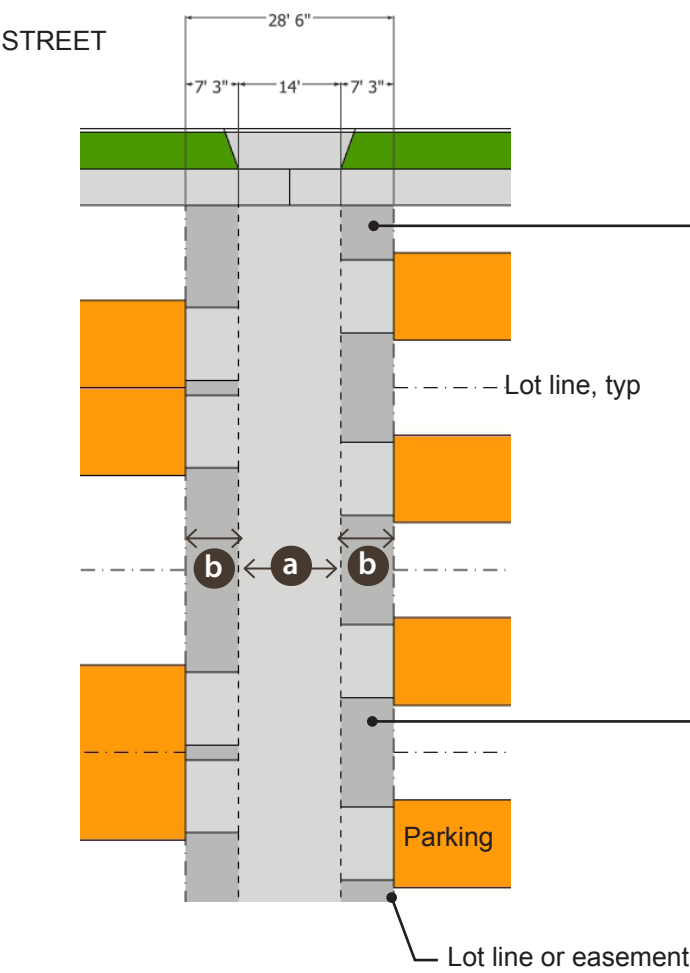 28' 6"
STREET
7' 3" 14' 7' 3"
Lot line, typ
b a b
Parking
Lot line or easement